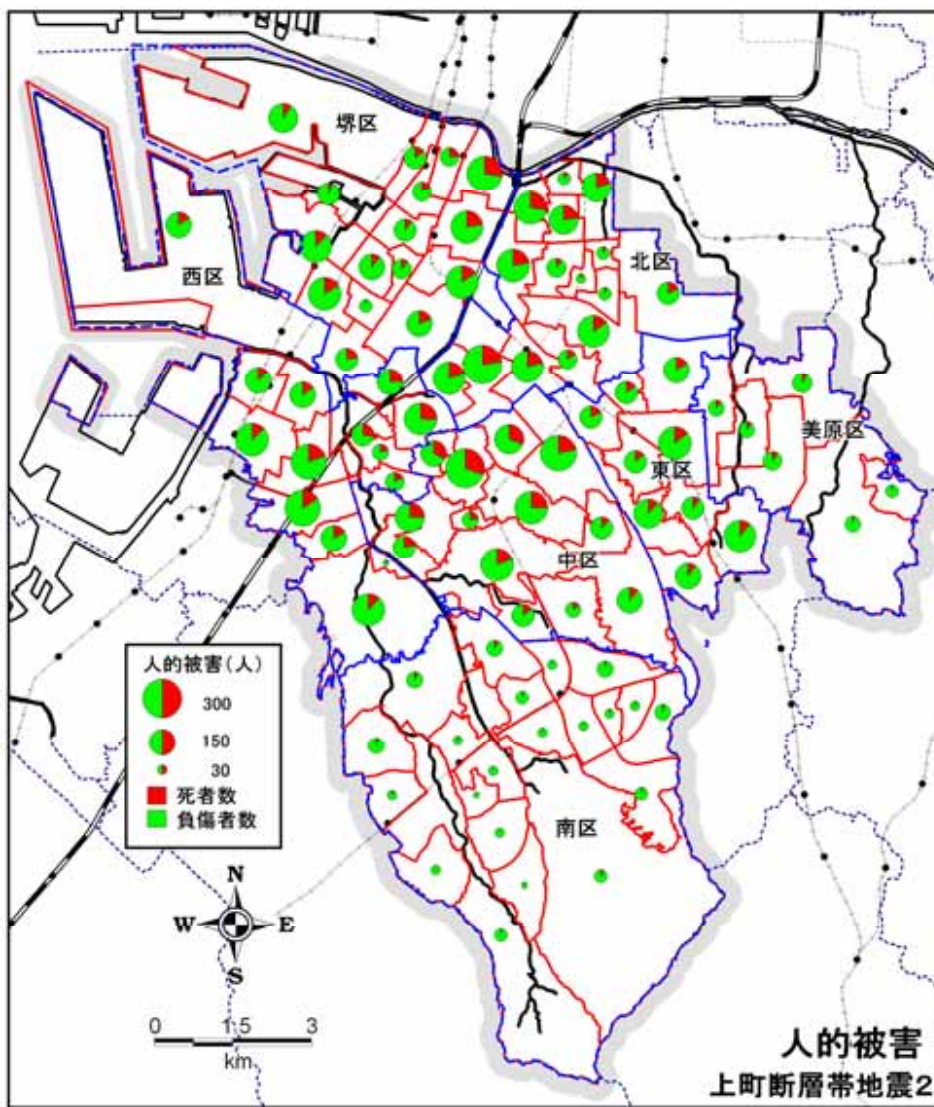 堺区
西区
北区
美原区
東区
中区
南区
人的被害(人)
300
150
30
死者数
負傷者数
N
W E
S
0 1.5 3
km
人的被害
上町断層帯地震2